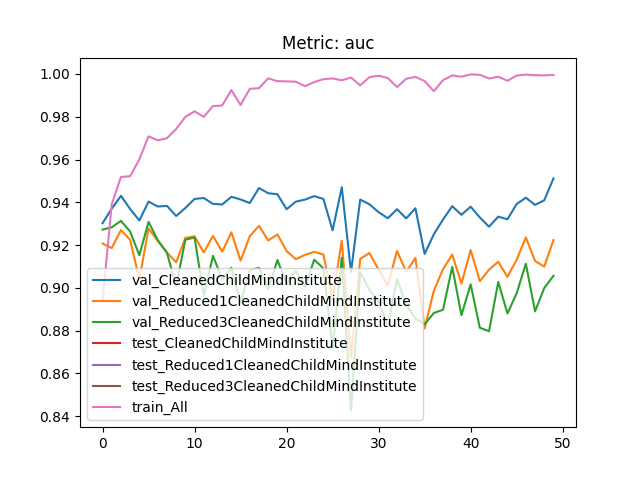 Metric: auc
1.00
0.98
0.96
0.94
0.92
0.90
0.88
0.86
0.84
val_CleanedChildMindInstitute
val_Reduced1CleanedChildMindInstitute
val_Reduced3CleanedChildMindInstitute
test_CleanedChildMindInstitute
test_Reduced1CleanedChildMindInstitute
test_Reduced3CleanedChildMindInstitute
train_All
0 10 20 30 40 50